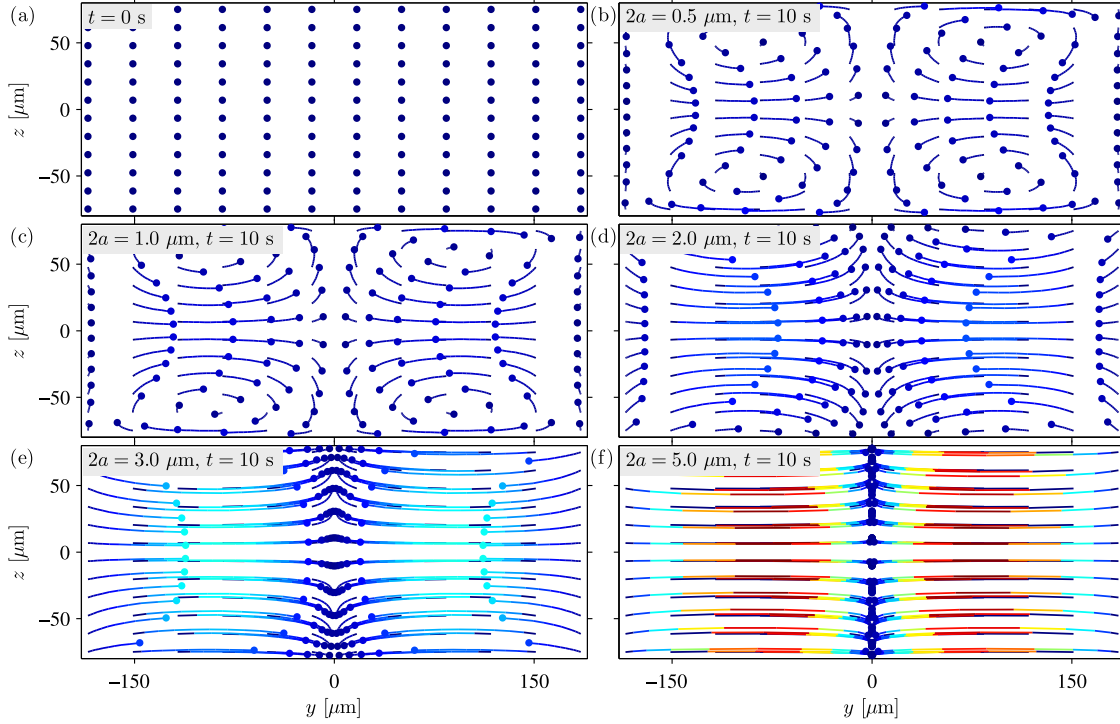 (a)
t = 0 s
(b)
2a = 0.5 μm, t = 10 s
50
0
−50
z [μm]
(c)
2a = 1.0 μm, t = 10 s
(d)
2a = 2.0 μm, t = 10 s
50
0
−50
z [μm]
(e)
2a = 3.0 μm, t = 10 s
(f)
2a = 5.0 μm, t = 10 s
50
0
−50
z [μm]
−150
0
150
−150
0
150
y [μm]
y [μm]